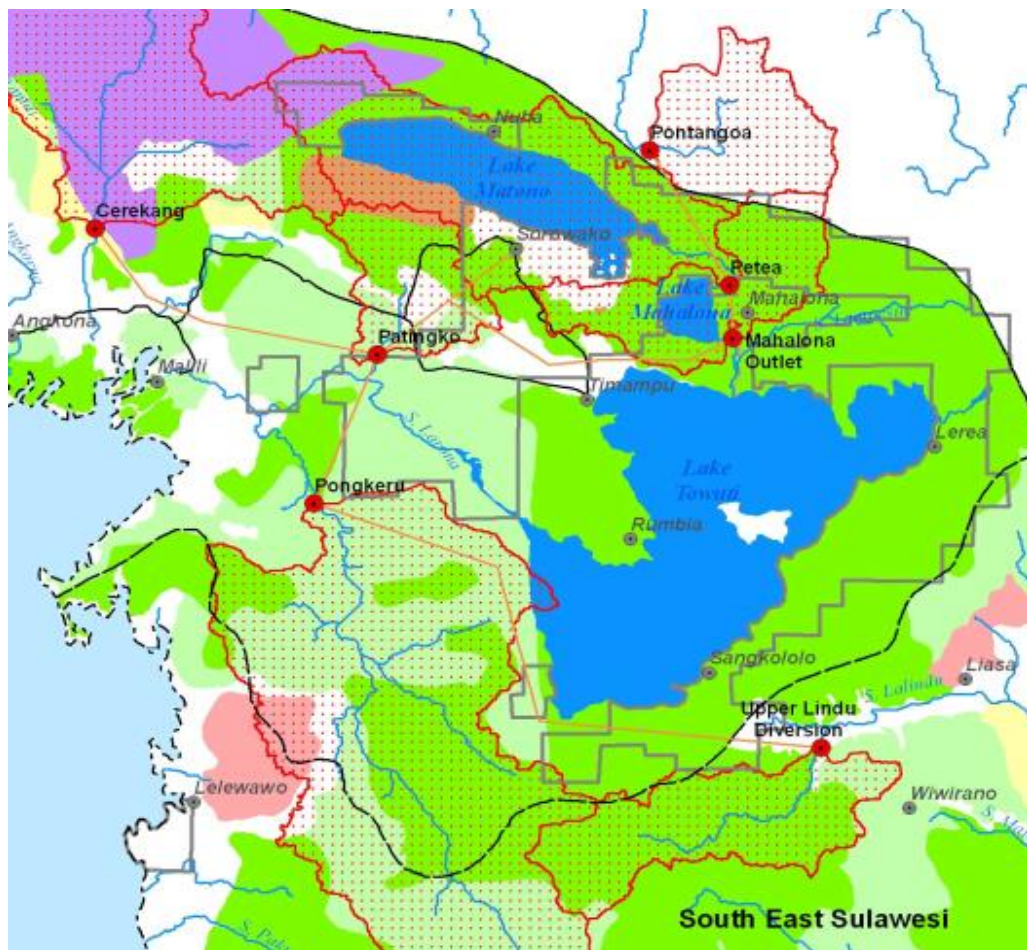 Nuha
Pontangoa
Lake
Matano
Cerekang
Sorowako
Petea
Lake
Mahalona
Mahalona
Angkona
Patingko
Mahalona
Outlet
Malili
Timampu
S. Larona
Lerea
Lake
Towuti
Pongkeru
Rumbia
Sangkololo
Liasa
S. Lalindu
Upper Lindu
Diversion
Lelewawo
Wiwirano
South East Sulawesi